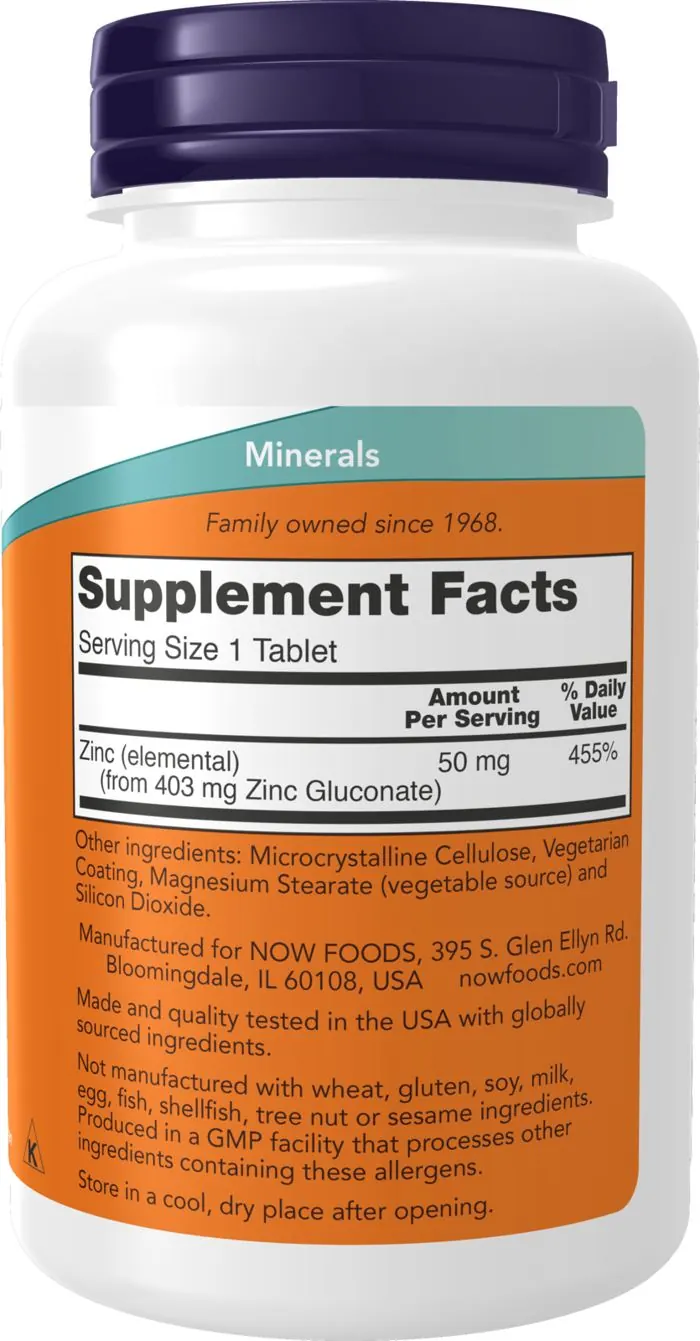 Minerals
Family owned since 1968.
Supplement Facts
Serving Size 1 Tablet
Amount Per Serving
% Daily Value
Zinc (elemental) 50 mg 455%
(from 403 mg Zinc Gluconate)
Other ingredients: Microcrystalline Cellulose, Vegetarian
Coating, Magnesium Stearate (vegetable source) and
Silicon Dioxide.
Manufactured for NOW FOODS, 395 S. Glen Ellyn Rd.
Bloomingdale, IL 60108, USA nowfoods.com
Made and quality tested in the USA with globally
sourced ingredients.
Not manufactured with wheat, gluten, soy, milk,
egg, fish, shellfish, tree nut or sesame ingredients.
Produced in a GMP facility that processes other
ingredients containing these allergens.
Store in a cool, dry place after opening.
K